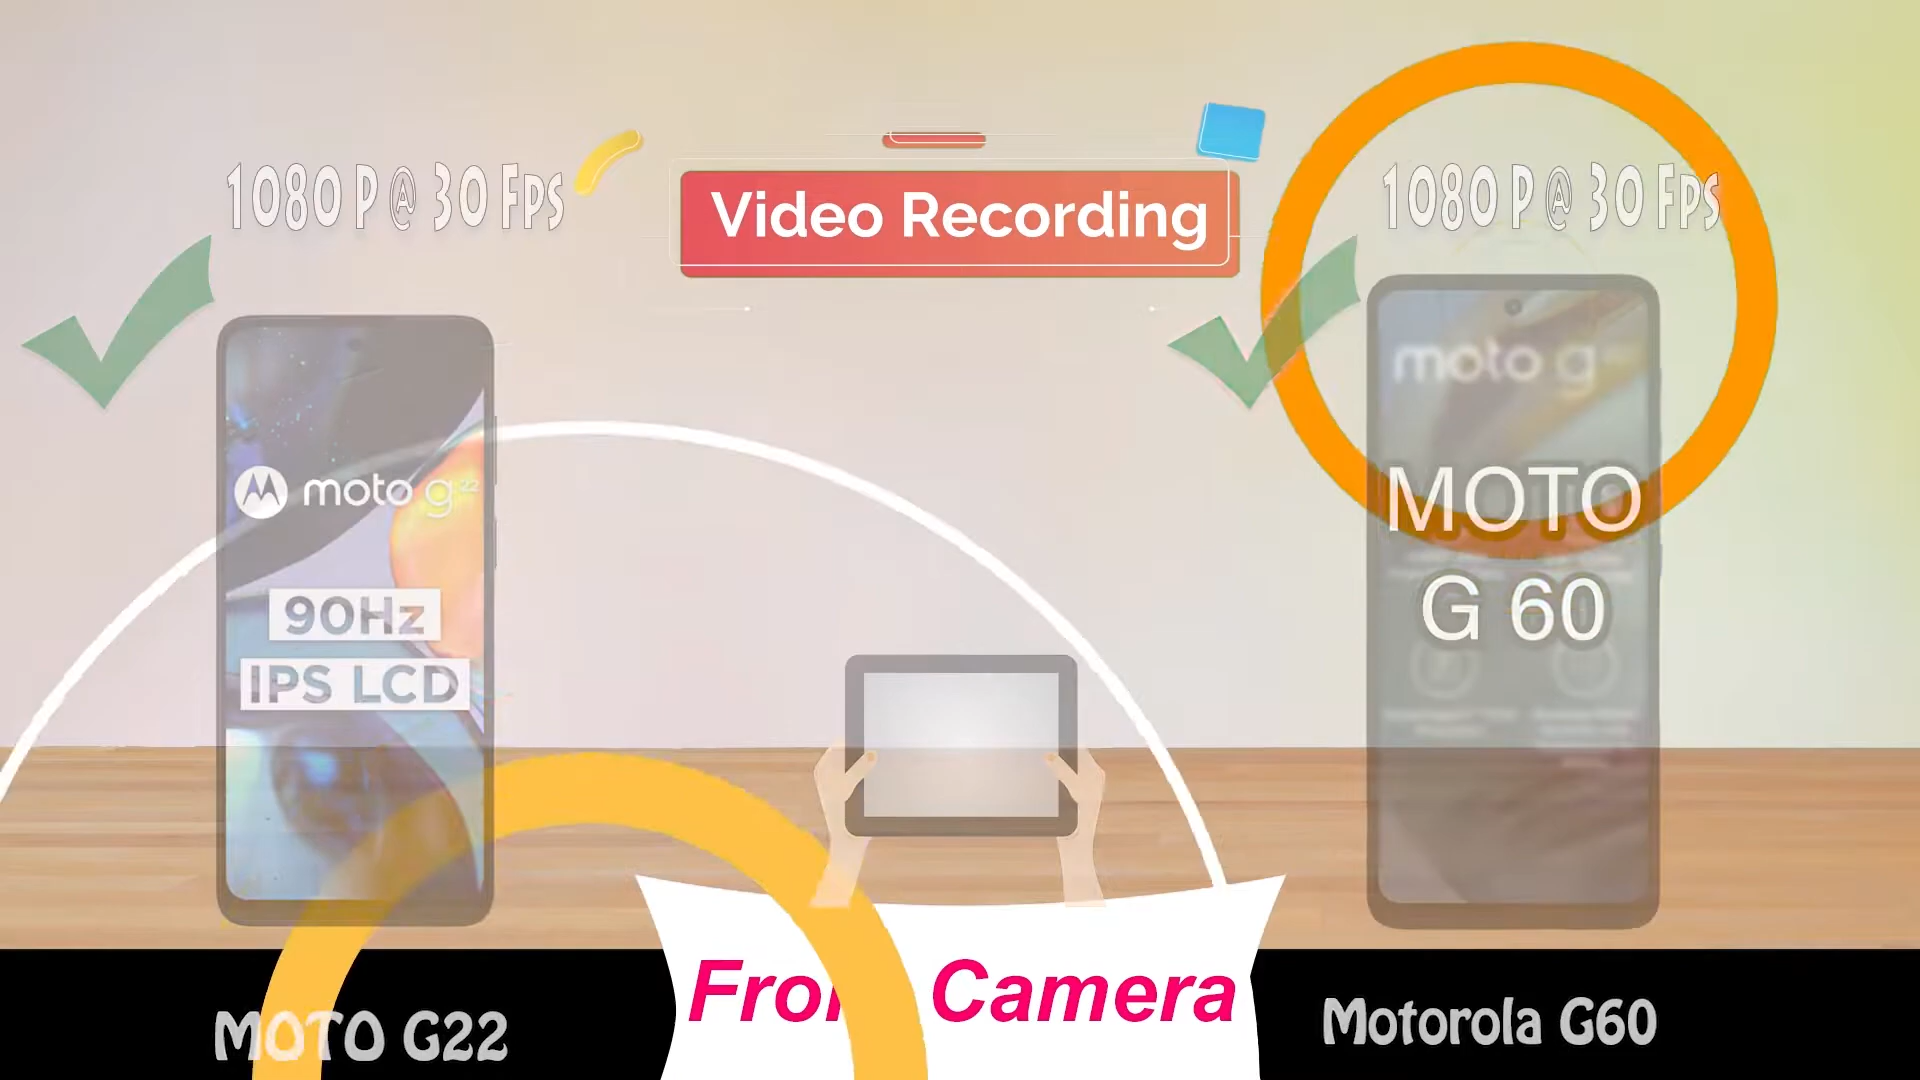 1080 P @ 30 Fps
Video Recording
1080 P @ 30 Fps
moto g22
90Hz
IPS LCD
moto g
MOTO
G 60
Camera
MOTO G22
Motorola G60